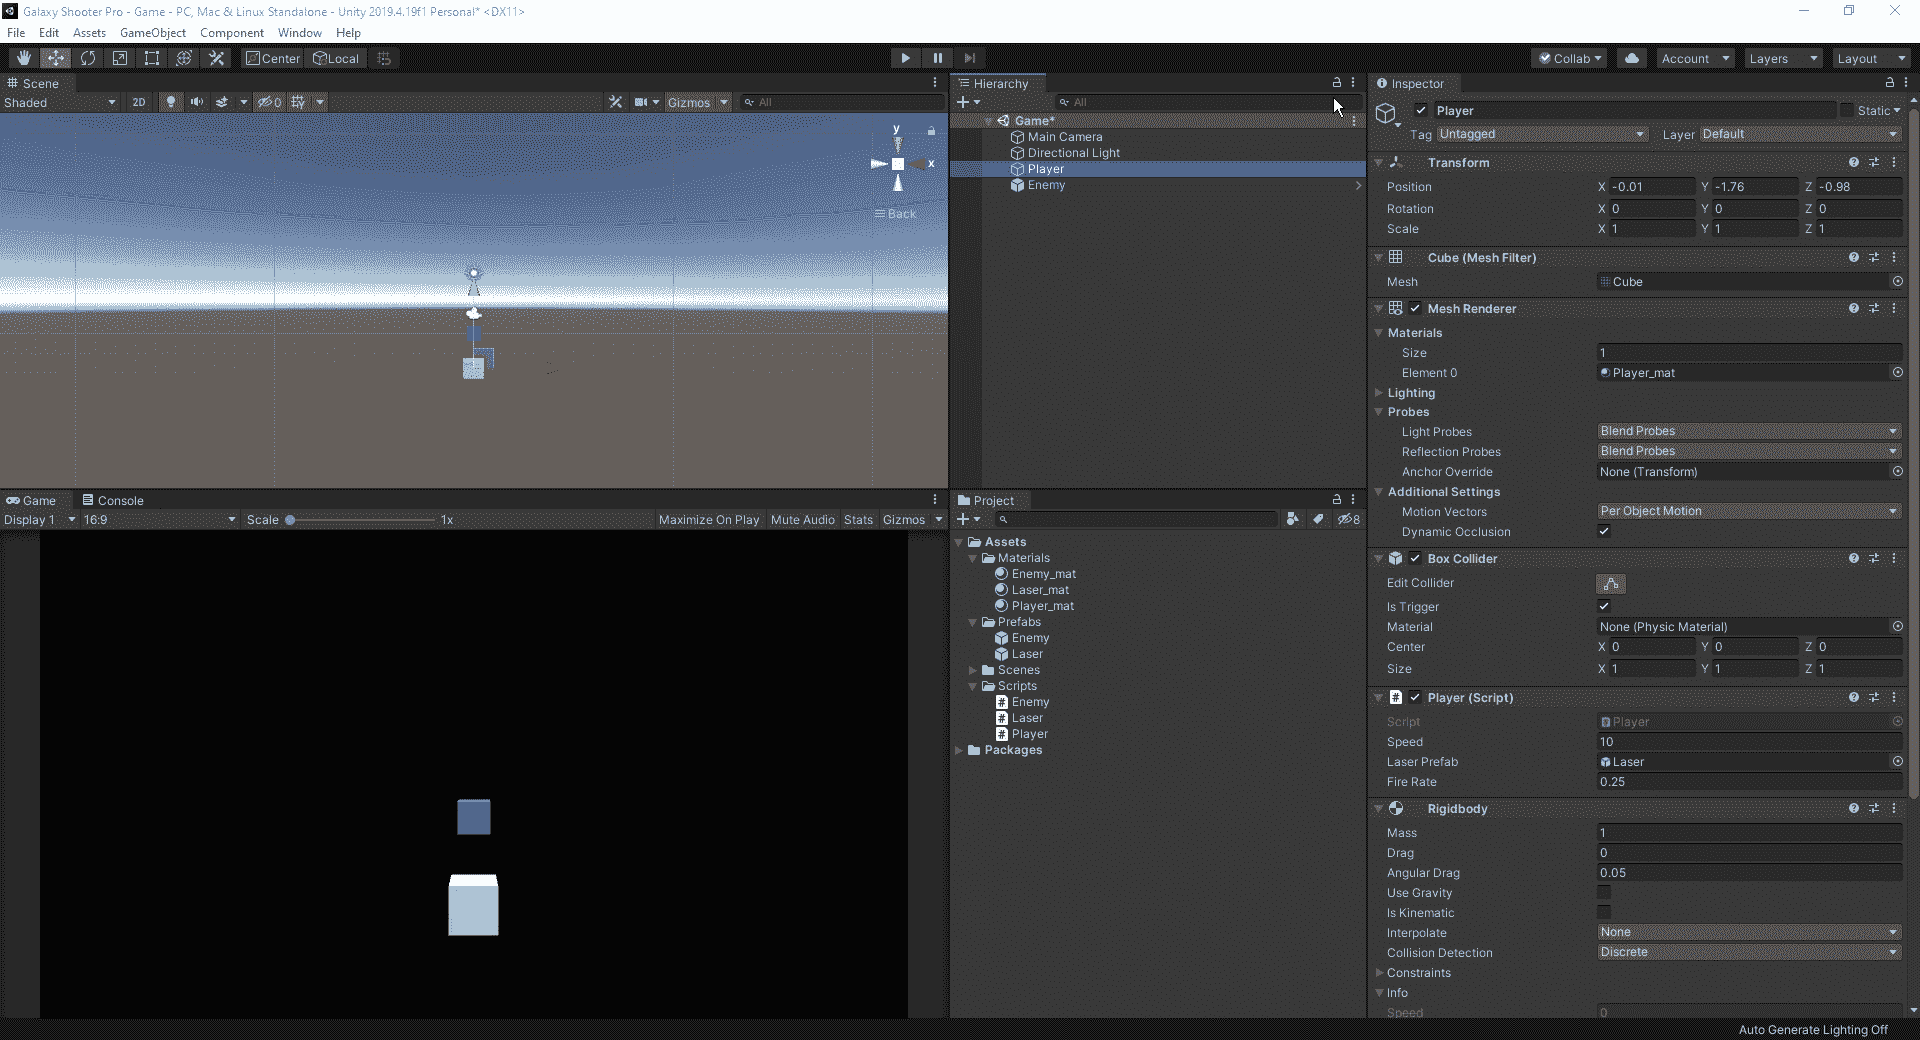 Galaxy Shooter Pro - Game - PC, Mac & Linux Standalone - Unity 2019.4.19f1 Personal* <DX11>
File Edit Assets GameObject Component Window Help
Center Local Collab Account Layers Layout
Scene
Shaded 2D 0 Gizmos All
y
x
Back
Hierarchy
All
Game*
Main Camera
Directional Light
Player
Enemy
Game Console
Display 1 16:9 Scale 1x Maximize On Play Mute Audio Stats Gizmos
Project
8
Assets
Materials
Enemy_mat
Laser_mat
Player_mat
Prefabs
Enemy
Laser
Scenes
Scripts
Enemy
Laser
Player
Packages
Inspector
Player Static
Tag Untagged Layer Default
Transform
Position X -0.01 Y -1.76 Z -0.98
Rotation X 0 Y 0 Z 0
Scale X 1 Y 1 Z 1
Cube (Mesh Filter)
Mesh Cube
Mesh Renderer
Materials
Size 1
Element 0 Player_mat
Lighting
Probes
Light Probes Blend Probes
Reflection Probes Blend Probes
Anchor Override None (Transform)
Additional Settings
Motion Vectors Per Object Motion
Dynamic Occlusion
Box Collider
Edit Collider
Is Trigger
Material None (Physic Material)
Center X 0 Y 0 Z 0
Size X 1 Y 1 Z 1
# Player (Script)
Script Player
Speed 10
Laser Prefab Laser
Fire Rate 0.25
Rigidbody
Mass 1
Drag 0
Angular Drag 0.05
Use Gravity
Is Kinematic
Interpolate None
Collision Detection Discrete
Constraints
Info
Speed 0
Auto Generate Lighting Off